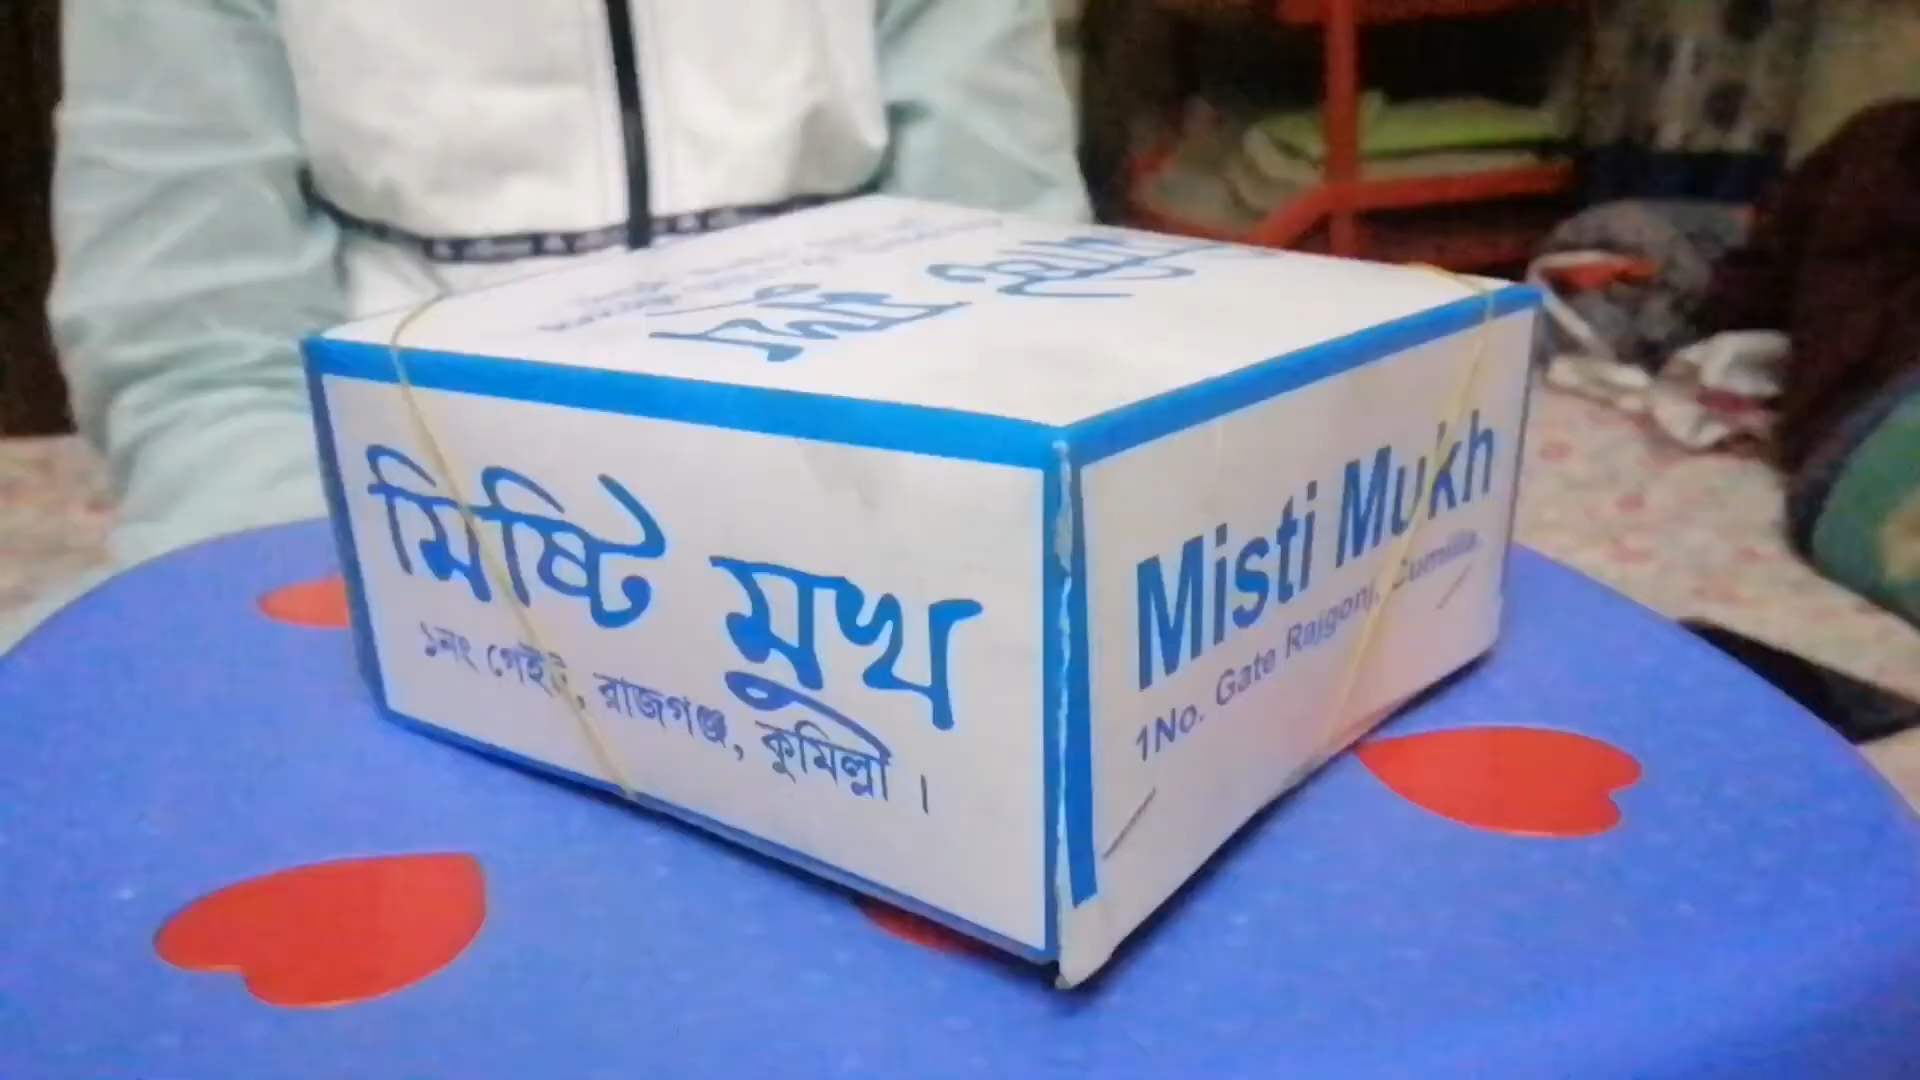 মিষ্টি মুখ
মিষ্টি মুখ
১নং গেইট, রাজগঞ্জ, কুমিল্লা।
Misti Mukh
1No. Gate Rajgonj, Cumilla.